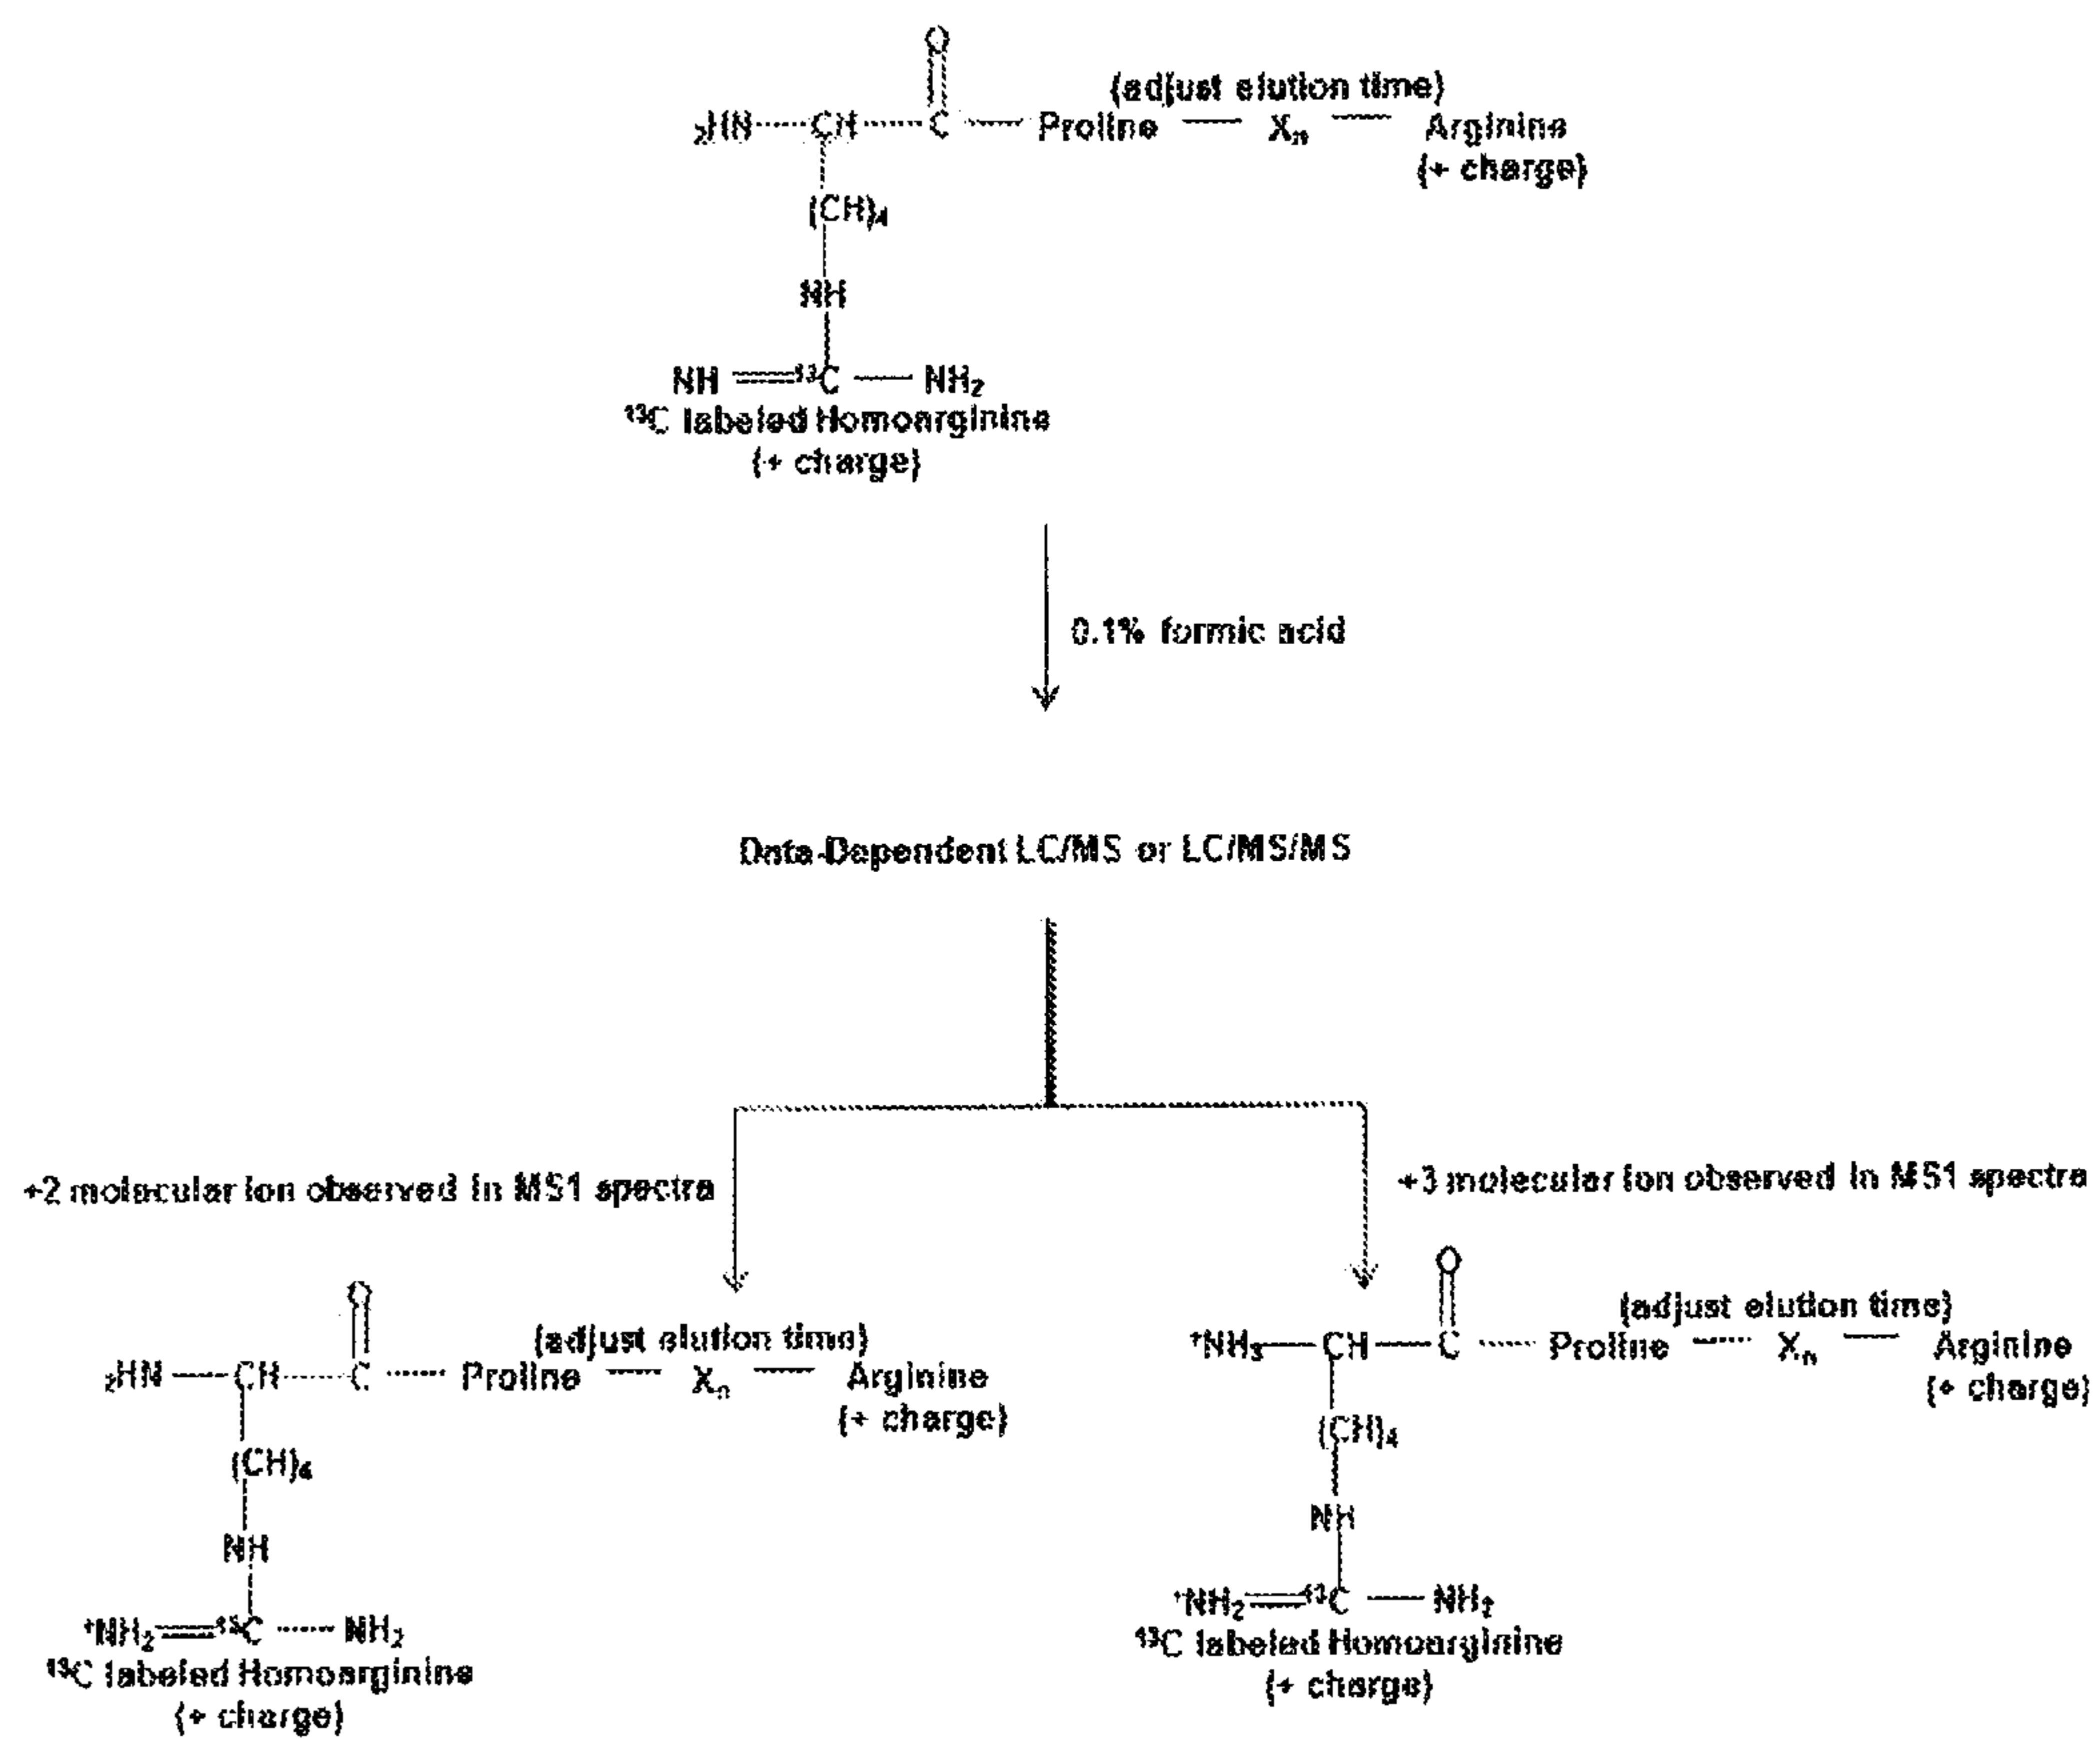 O
(adjust elution time)
₂HN CH C Proline Xₙ Arginine
(+ charge)
(CH)₄
NH
NH ¹³C NH₂
¹³C labeled Homoarginine
(+ charge)
0.1% formic acid
Data-Dependent LC/MS or LC/MS/MS
+2 molecular ion observed in MS1 spectra
+3 molecular ion observed in MS1 spectra
O
(adjust elution time)
₂HN CH C Proline Xₙ Arginine
(+ charge)
(CH)₄
NH
⁺NH₂ ¹³C NH₂
¹³C labeled Homoarginine
(+ charge)
O
(adjust elution time)
⁺NH₃ CH C Proline Xₙ Arginine
(+ charge)
(CH)₄
NH
⁺NH₂ ¹³C NH₂
¹³C labeled Homoarginine
(+ charge)